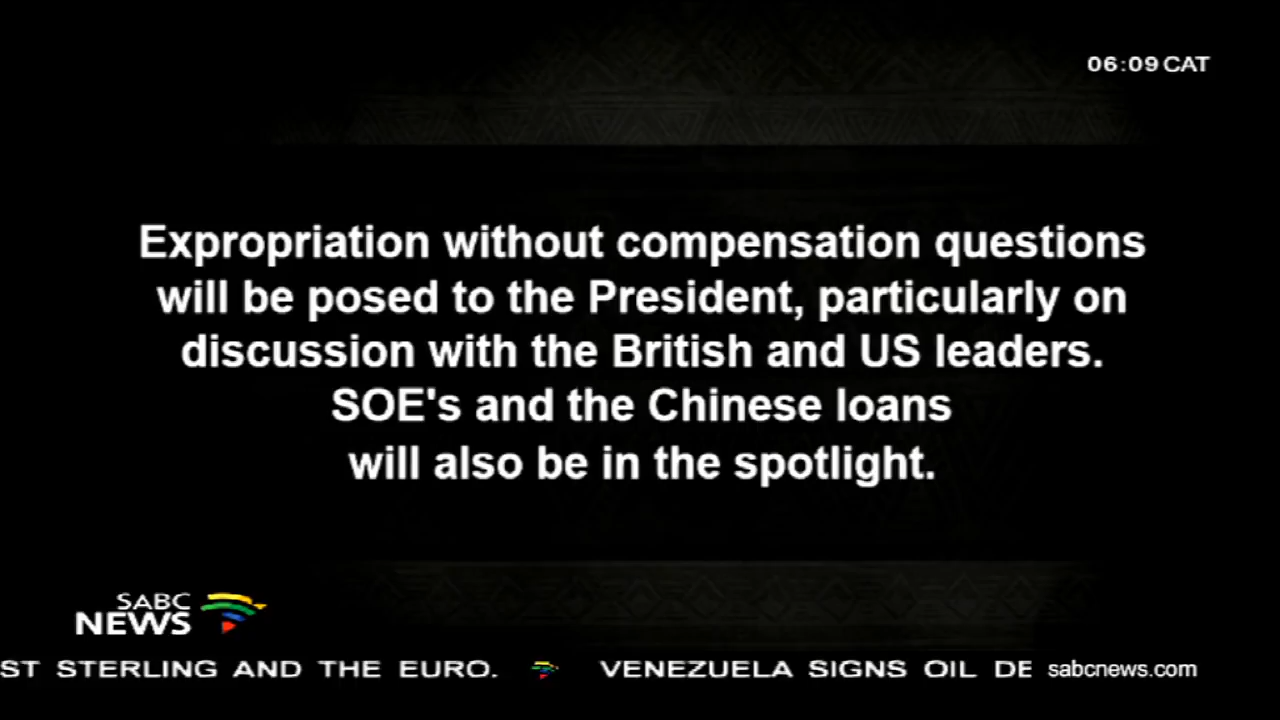 06:09 CAT
Expropriation without compensation questions
will be posed to the President, particularly on
discussion with the British and US leaders.
SOE's and the Chinese loans
will also be in the spotlight.
SABC
NEWS
ST STERLING AND THE EURO. VENEZUELA SIGNS OIL DE sabcnews.com